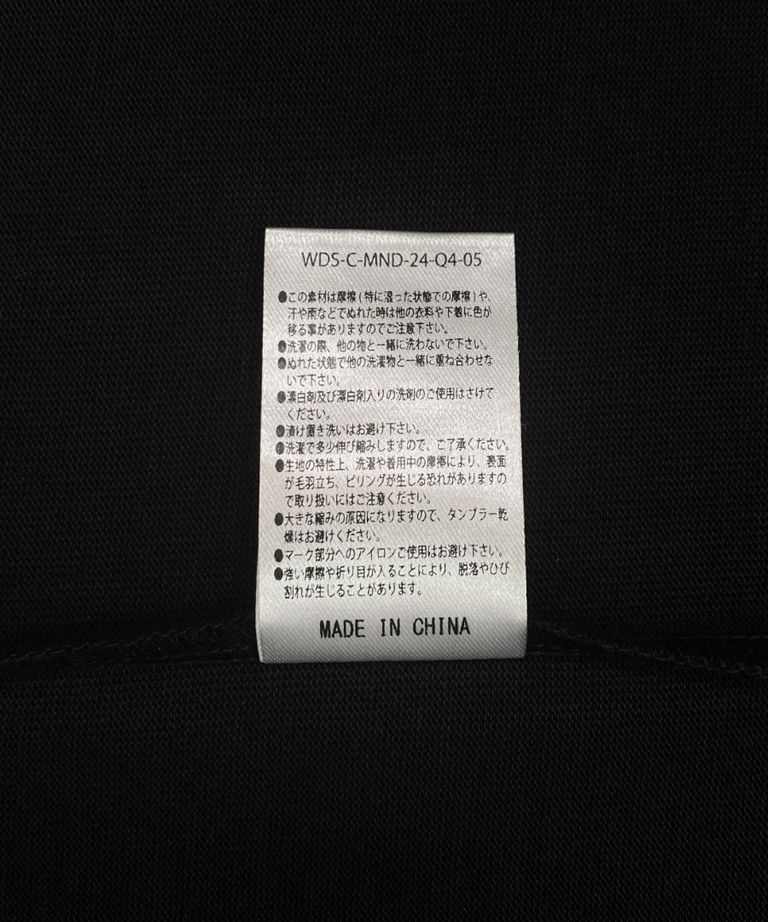 WDS-C-MND-24-Q4-05
●この素材は摩擦(特に湿った状態での摩擦)や、
汗や雨などでぬれた時は他の衣料や下着に色が
移る事がありますのでご注意下さい。
●洗濯の際、他の物と一緒に洗わないで下さい。
●ぬれた状態で他の洗濯物と一緒に重ね合わせな
いで下さい。
●漂白剤及び漂白剤入りの洗剤のご使用はさけて
ください。
●漬け置き洗いはお避け下さい。
●洗濯で多少伸び縮みしますので、ご了承ください。
●生地の特性上、洗濯や着用中の摩擦により、表面
が毛羽立ち、ピリングが生じる恐れがありますの
で取り扱いにはご注意ください。
●大きな縮みの原因になりますので、タンブラー乾
燥はお避けください。
●マーク部分へのアイロンご使用はお避け下さい。
●強い摩擦や折り目が入ることにより、脱落やひび
割れが生じることがあります。
MADE IN CHINA